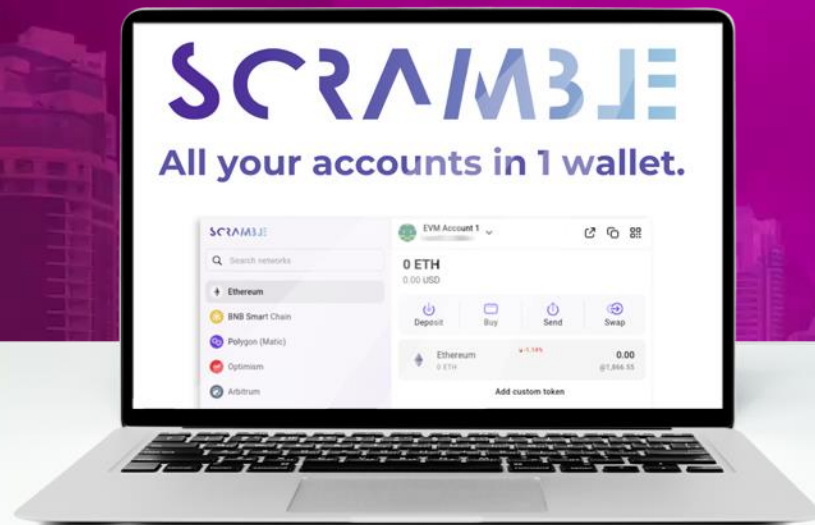 SCRAMBLE
All your accounts in 1 wallet.
SCRAMBLE
EVM Account 1
Search networks
0 ETH
0.00 USD
Ethereum
BNB Smart Chain
Deposit
Buy
Send
Swap
Polygon (Matic)
Ethereum
-1.18%
0.00
0 ETH
@1,866.55
Optimism
Arbitrum
Add custom token